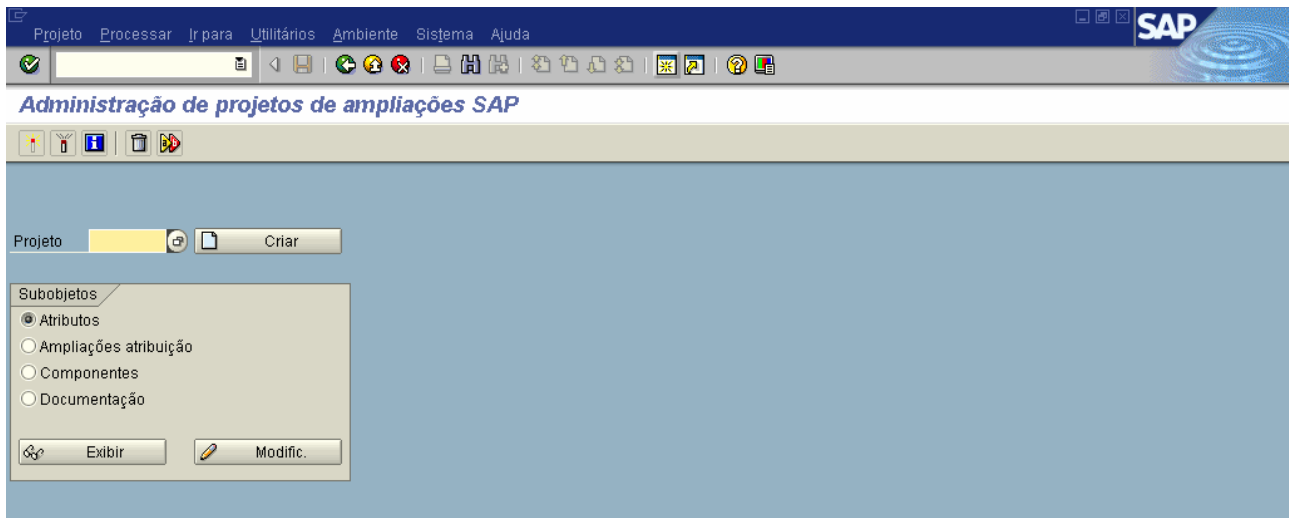 Projeto Processar Ir para Utilitários Ambiente Sistema Ajuda
SAP
Administração de projetos de ampliações SAP
Projeto Criar
Subobjetos
Atributos
Ampliações atribuição
Componentes
Documentação
Exibir Modific.